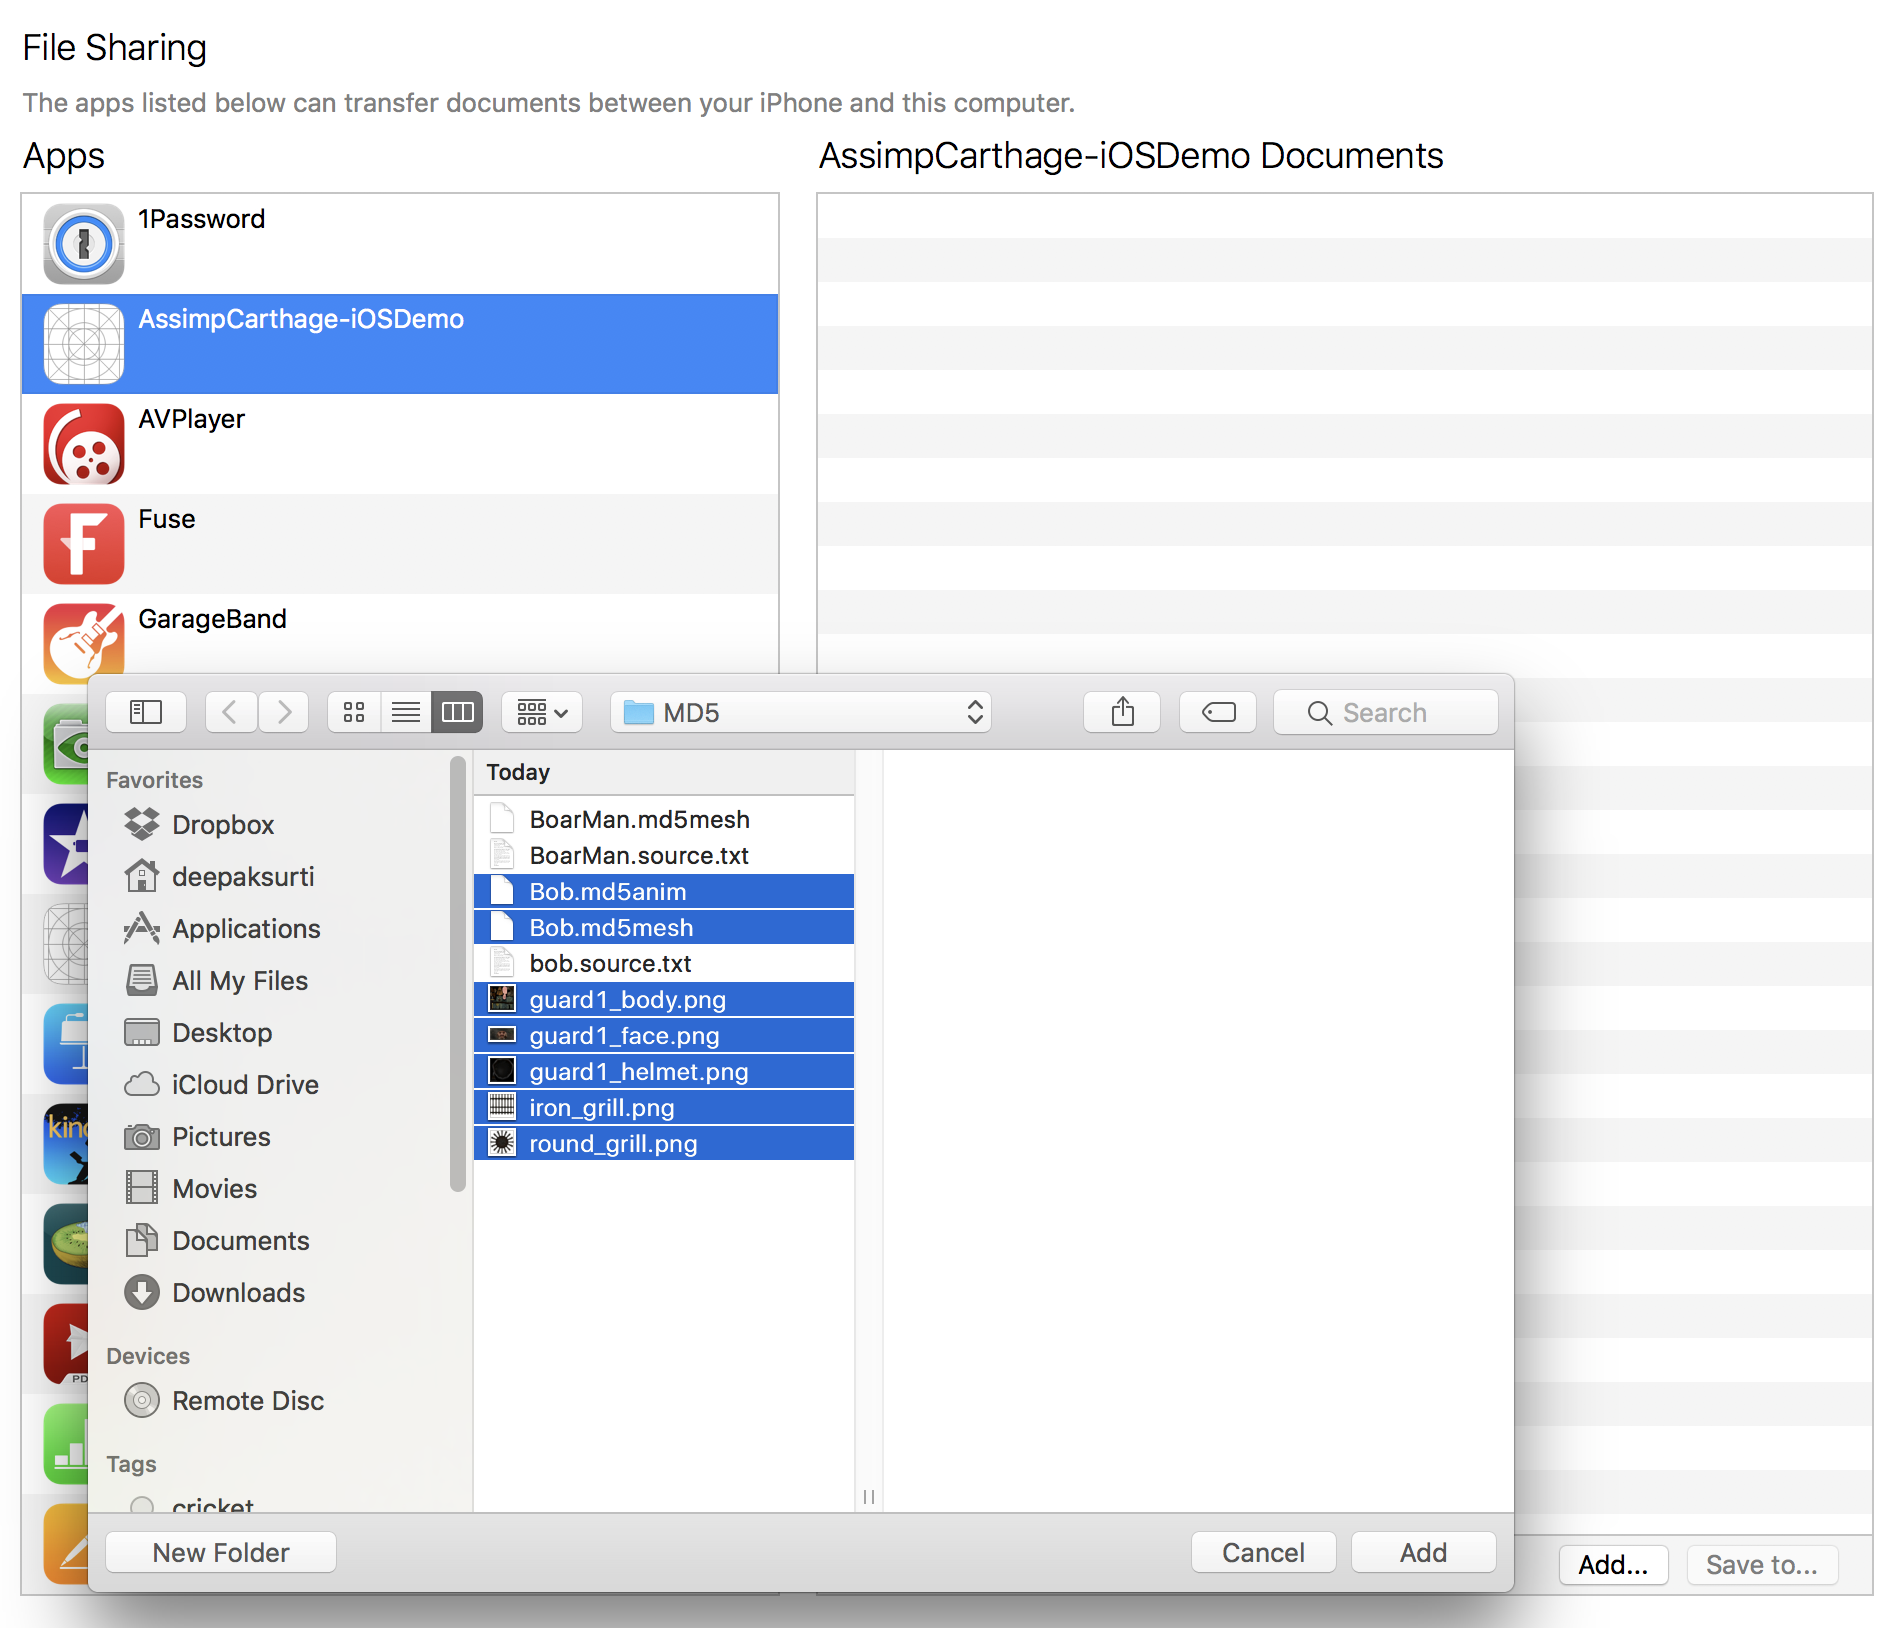 File Sharing
The apps listed below can transfer documents between your iPhone and this computer.
Apps
AssimpCarthage-iOSDemo Documents
1Password
AssimpCarthage-iOSDemo
AVPlayer
Fuse
GarageBand
MD5
Search
Favorites
Dropbox
deepaksurti
Applications
All My Files
Desktop
iCloud Drive
Pictures
Movies
Documents
Downloads
Devices
Remote Disc
Tags
cricket
Today
BoarMan.md5mesh
BoarMan.source.txt
Bob.md5anim
Bob.md5mesh
bob.source.txt
guard1_body.png
guard1_face.png
guard1_helmet.png
iron_grill.png
round_grill.png
kin
PD
New Folder
Cancel
Add
Add...
Save to...